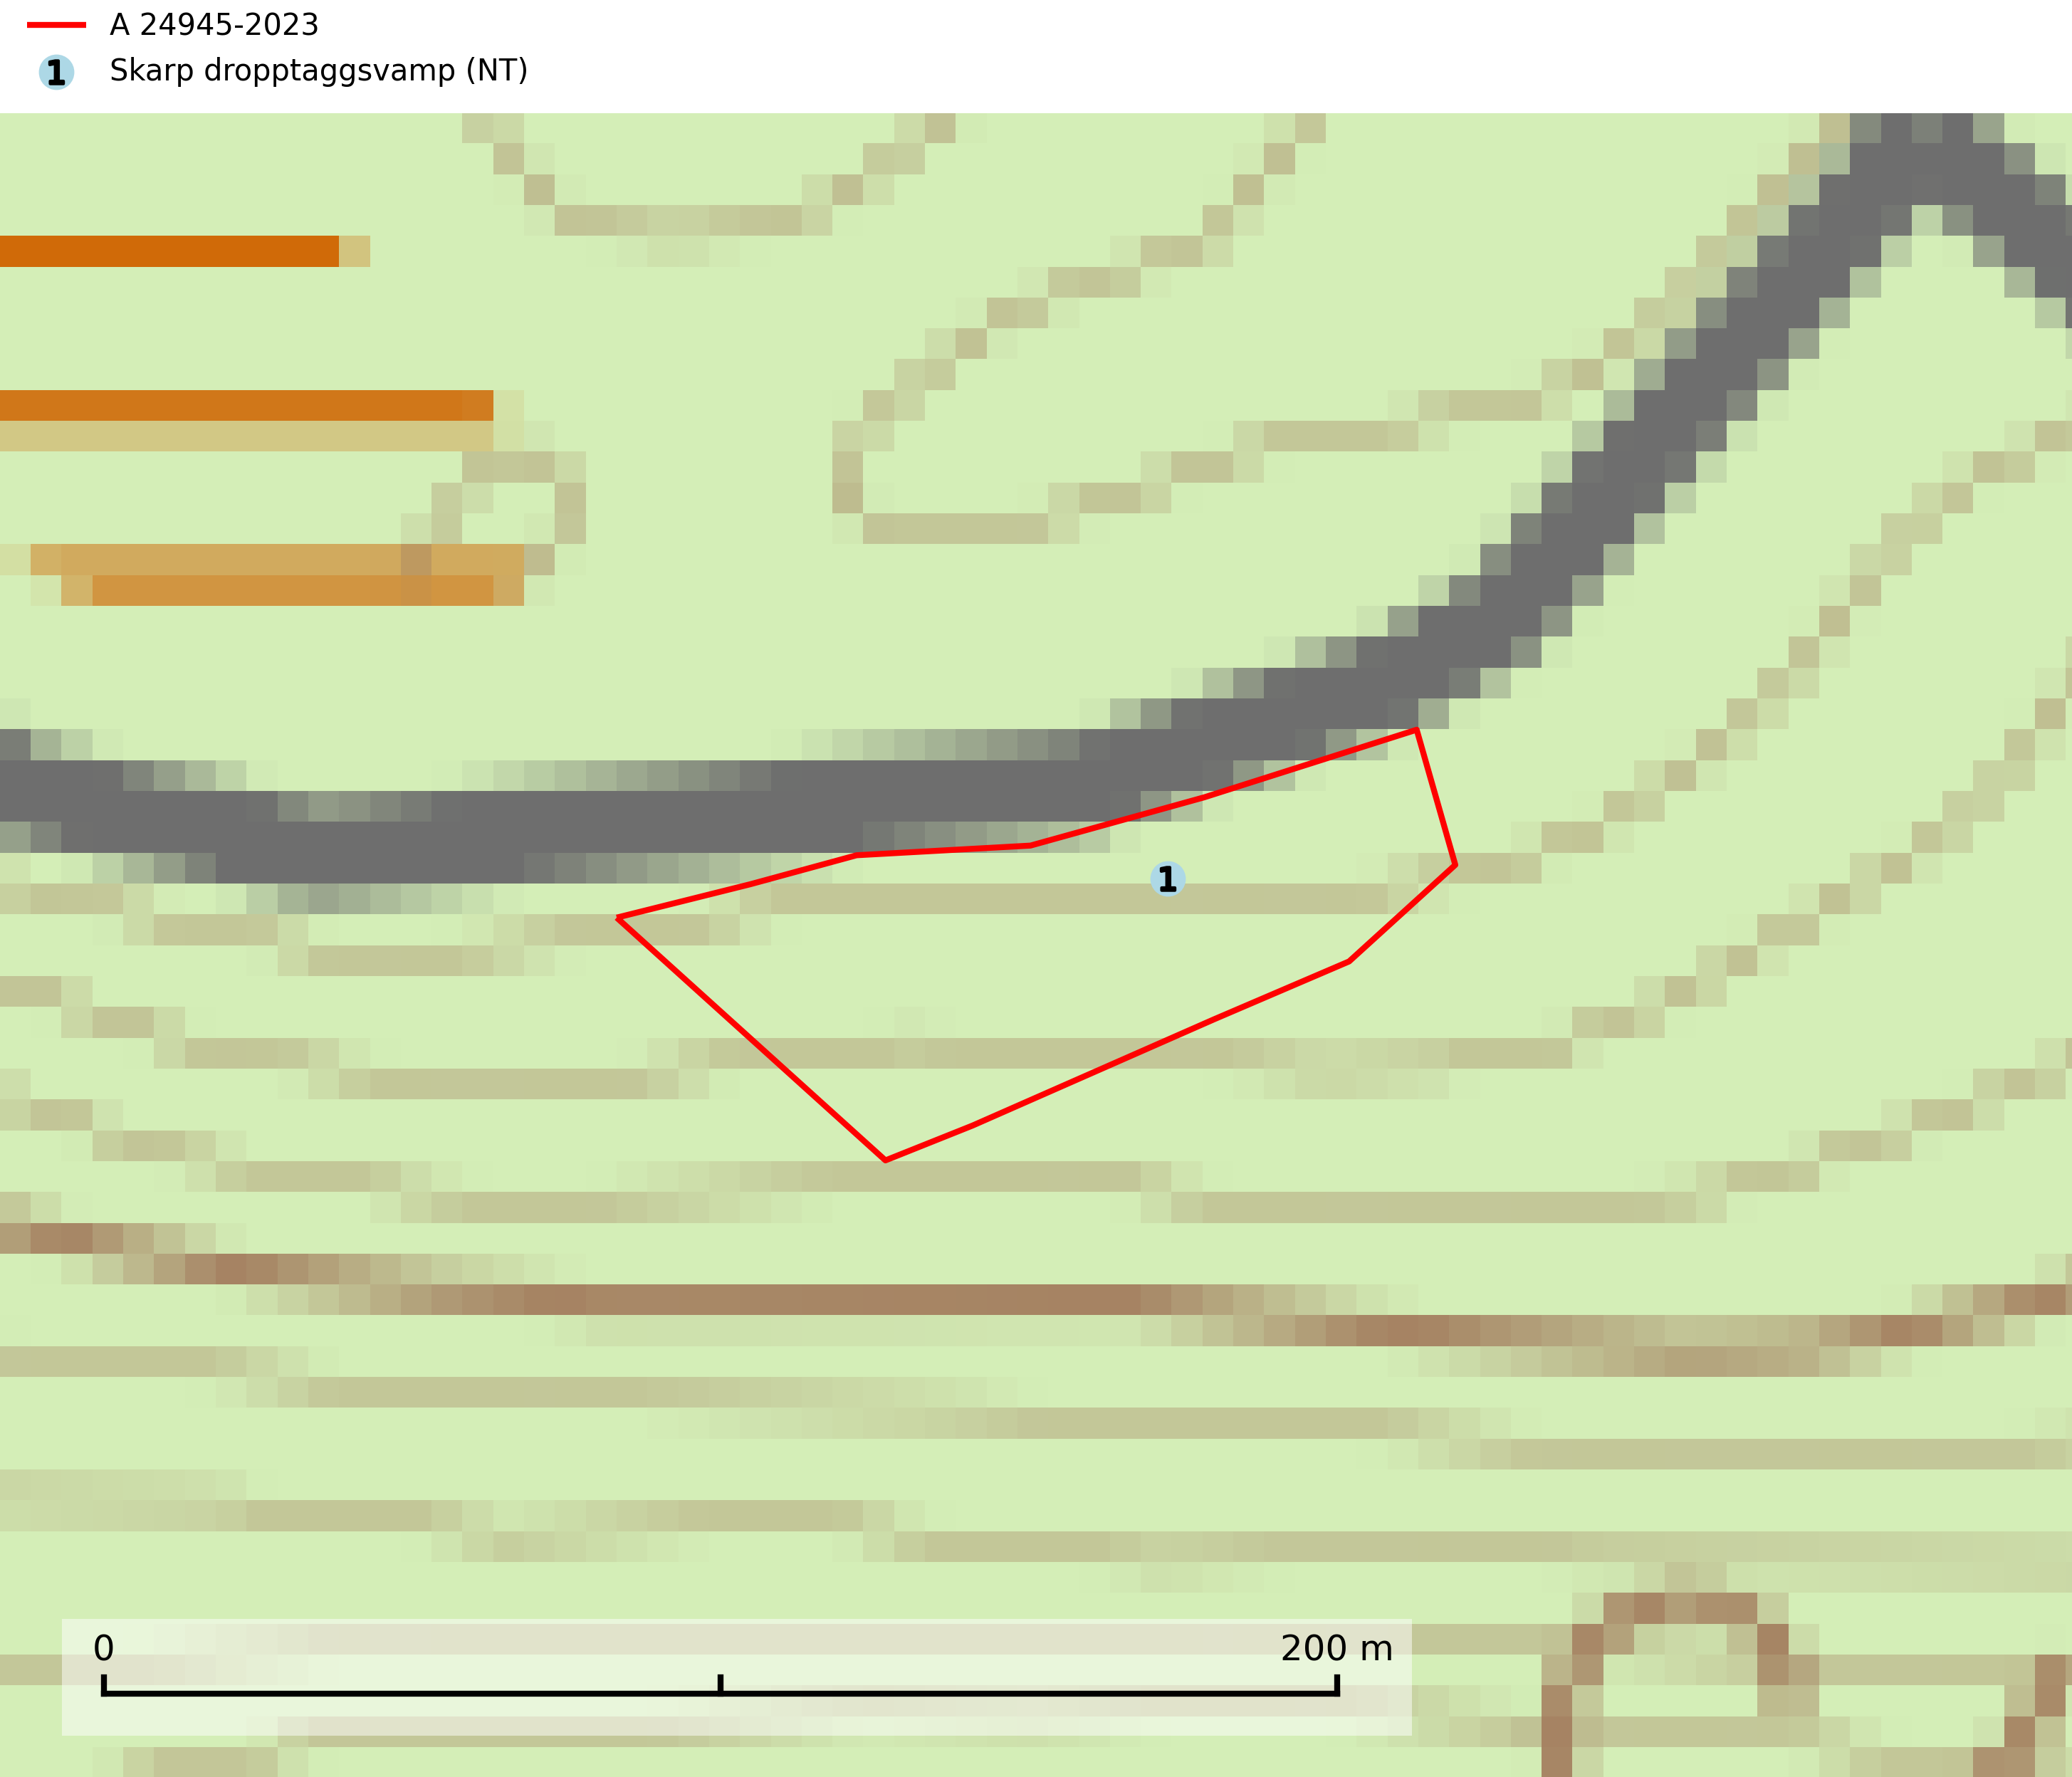 A 24945-2023
1 Skarp dropptaggsvamp (NT)
1
0 200 m